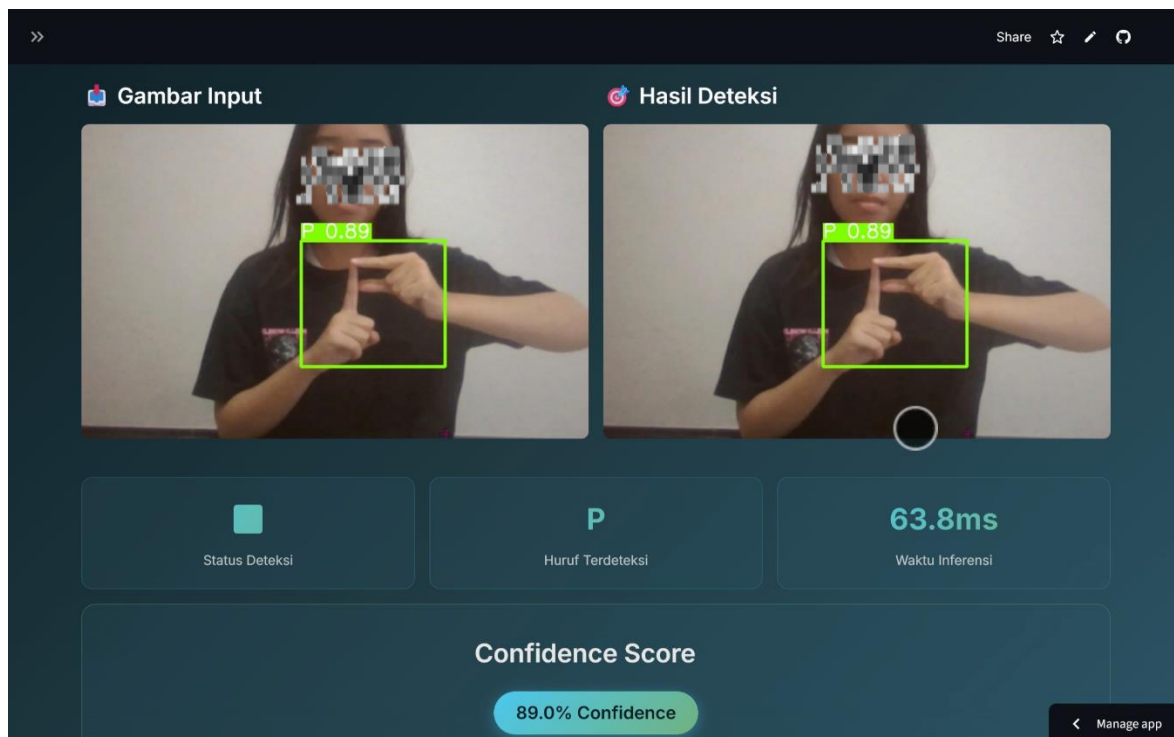 Share
Gambar Input
Hasil Deteksi
P 0.89
P 0.89
Status Deteksi
P
Huruf Terdeteksi
63.8ms
Waktu Inferensi
Confidence Score
89.0% Confidence
Manage app